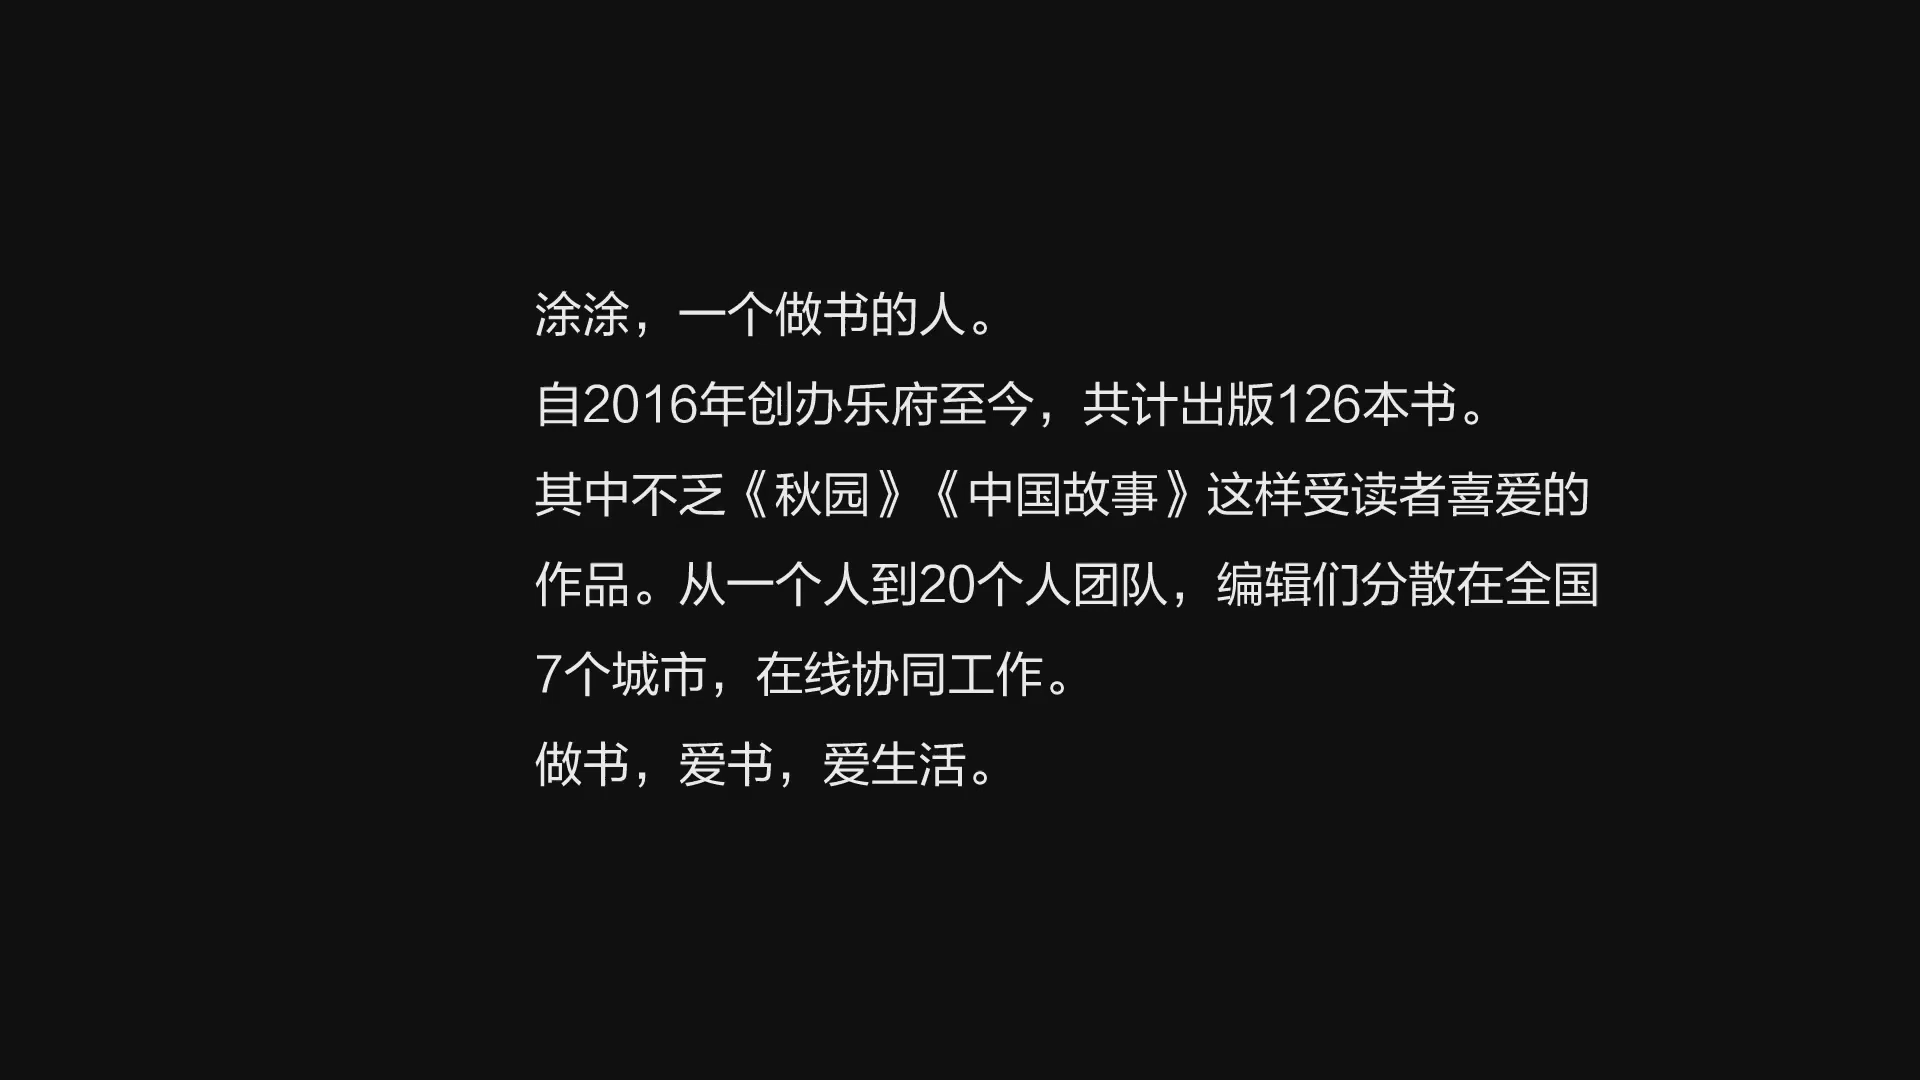 涂涂，一个做书的人。
自2016年创办乐府至今，共计出版126本书。
其中不乏《秋园》《中国故事》这样受读者喜爱的
作品。从一个人到20个人团队，编辑们分散在全国
7个城市，在线协同工作。
做书，爱书，爱生活。